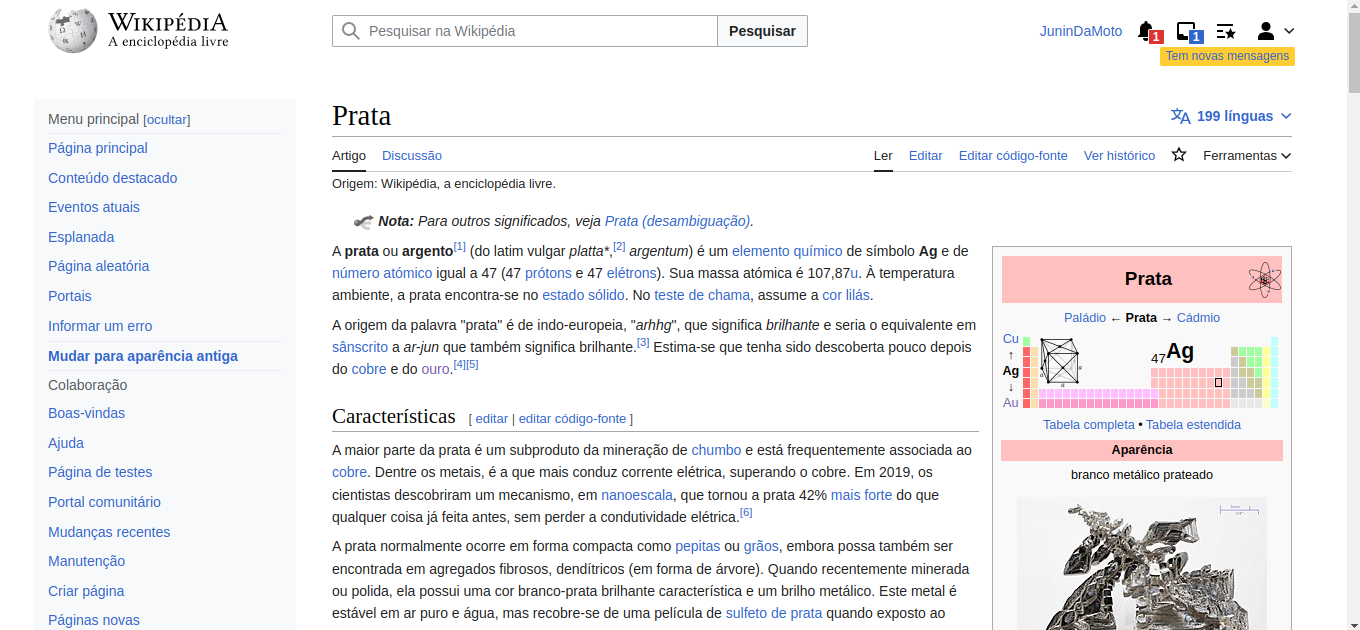 WIKIPÉDIA
A enciclopédia livre
Pesquisar na Wikipédia
Pesquisar
JuninDaMoto
1
1
Tem novas mensagens
Menu principal [ocultar]
Página principal
Conteúdo destacado
Eventos atuais
Esplanada
Página aleatória
Portais
Informar um erro
Mudar para aparência antiga
Colaboração
Boas-vindas
Ajuda
Página de testes
Portal comunitário
Mudanças recentes
Manutenção
Criar página
Páginas novas
Prata
199 línguas
Artigo Discussão
Ler Editar Editar código-fonte Ver histórico Ferramentas
Origem: Wikipédia, a enciclopédia livre.
Nota: Para outros significados, veja Prata (desambiguação).
A prata ou argento[1] (do latim vulgar platta*,[2] argentum) é um elemento químico de símbolo Ag e de
número atómico igual a 47 (47 prótons e 47 elétrons). Sua massa atómica é 107,87u. À temperatura
ambiente, a prata encontra-se no estado sólido. No teste de chama, assume a cor lilás.
A origem da palavra "prata" é de indo-europeia, "arhhg", que significa brilhante e seria o equivalente em
sânscrito a ar-jun que também significa brilhante.[3] Estima-se que tenha sido descoberta pouco depois
do cobre e do ouro.[4][5]
Características [ editar | editar código-fonte ]
A maior parte da prata é um subproduto da mineração de chumbo e está frequentemente associada ao
cobre. Dentre os metais, é a que mais conduz corrente elétrica, superando o cobre. Em 2019, os
cientistas descobriram um mecanismo, em nanoescala, que tornou a prata 42% mais forte do que
qualquer coisa já feita antes, sem perder a condutividade elétrica.[6]
A prata normalmente ocorre em forma compacta como pepitas ou grãos, embora possa também ser
encontrada em agregados fibrosos, dendítricos (em forma de árvore). Quando recentemente minerada
ou polida, ela possui uma cor branco-prata brilhante característica e um brilho metálico. Este metal é
estável em ar puro e água, mas recobre-se de uma película de sulfeto de prata quando exposto ao
Prata
Paládio ← Prata → Cádmio
Cu
↑
Ag
↓
Au
a
a
a
47Ag
Tabela completa • Tabela estendida
Aparência
branco metálico prateado